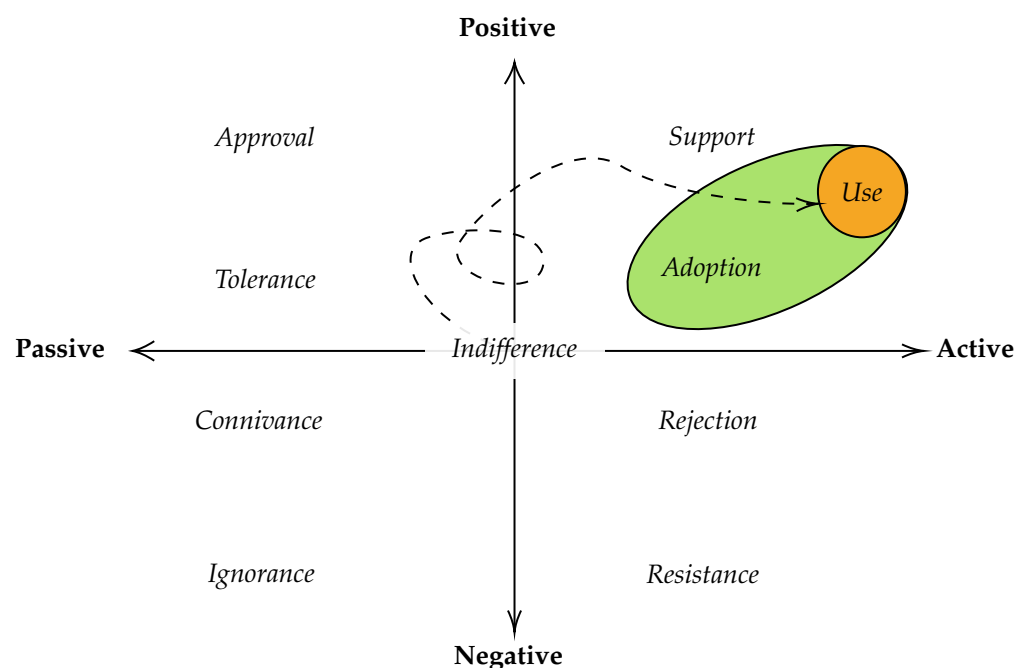 Positive
Approval
Support
Use
Tolerance
Adoption
Passive
Indifference
Active
Connivance
Rejection
Ignorance
Resistance
Negative